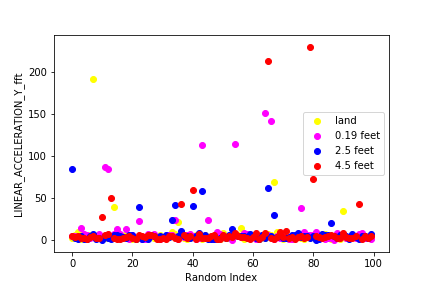 LINEAR_ACCELERATION_Y_fft
200
150
100
50
0
land
0.19 feet
2.5 feet
4.5 feet
0 20 40 60 80 100
Random Index